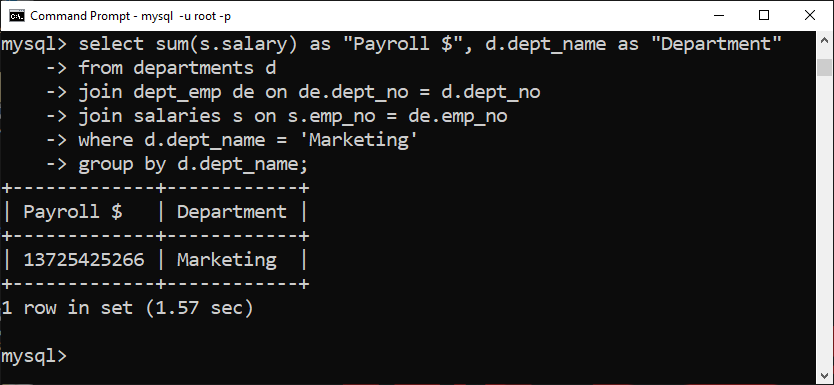 Command Prompt - mysql  -u root -p
mysql> select sum(s.salary) as "Payroll $", d.dept_name as "Department"
    -> from departments d
    -> join dept_emp de on de.dept_no = d.dept_no
    -> join salaries s on s.emp_no = de.emp_no
    -> where d.dept_name = 'Marketing'
    -> group by d.dept_name;
+-------------+------------+
| Payroll $   | Department |
+-------------+------------+
| 13725425266 | Marketing  |
+-------------+------------+
1 row in set (1.57 sec)
mysql>